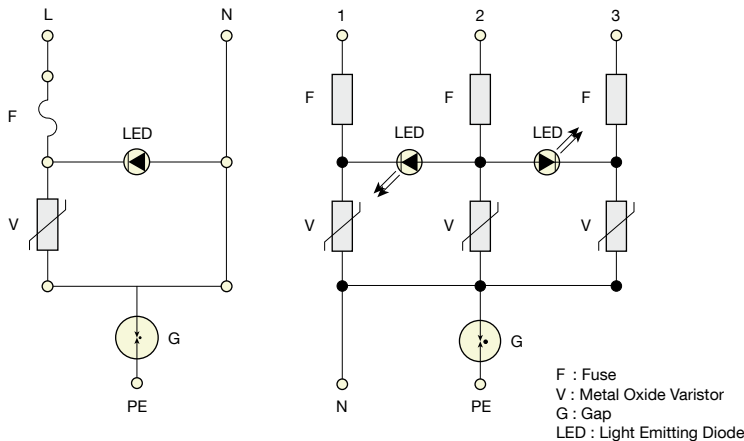 L N 1 2 3
F F F F
LED LED LED
V V V V
G G
PE N PE
F : Fuse
V : Metal Oxide Varistor
G : Gap
LED : Light Emitting Diode